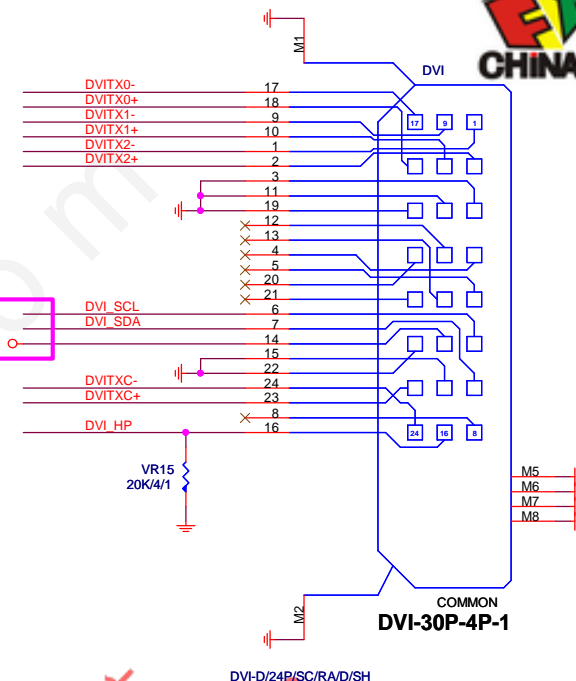 M1
DVI
CHINA
DVITX0- 17
DVITX0+ 18
DVITX1- 9
DVITX1+ 10
DVITX2- 1
DVITX2+ 2
3
11
19
12
13
4
5
20
21
DVI_SCL 6
DVI_SDA 7
14
15
22
DVITXC- 24
DVITXC+ 23
8
DVI_HP 16
17 9 1
24 16 8
VR15
20K/4/1
M5
M6
M7
M8
M2
COMMON
DVI-30P-4P-1
DVI-D/24P/SC/RA/D/SH
o m